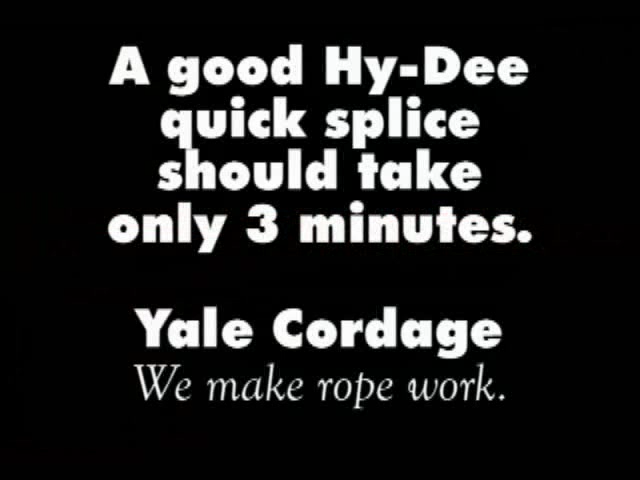 A good Hy-Dee
quick splice
should take
only 3 minutes.
Yale Cordage
We make rope work.